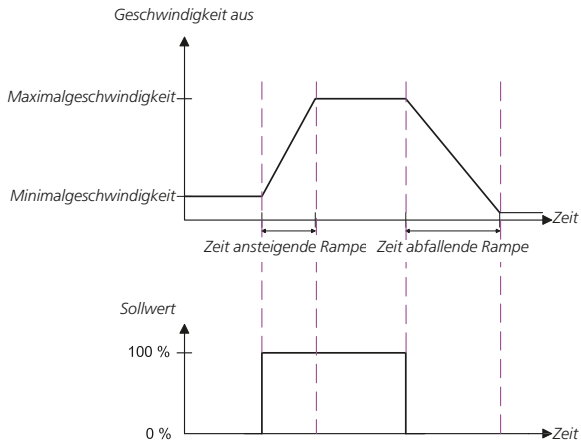 Geschwindigkeit aus
Maximalgeschwindigkeit
Minimalgeschwindigkeit
Zeit
Zeit ansteigende Rampe
Zeit abfallende Rampe
Sollwert
100 %
0 %
Zeit